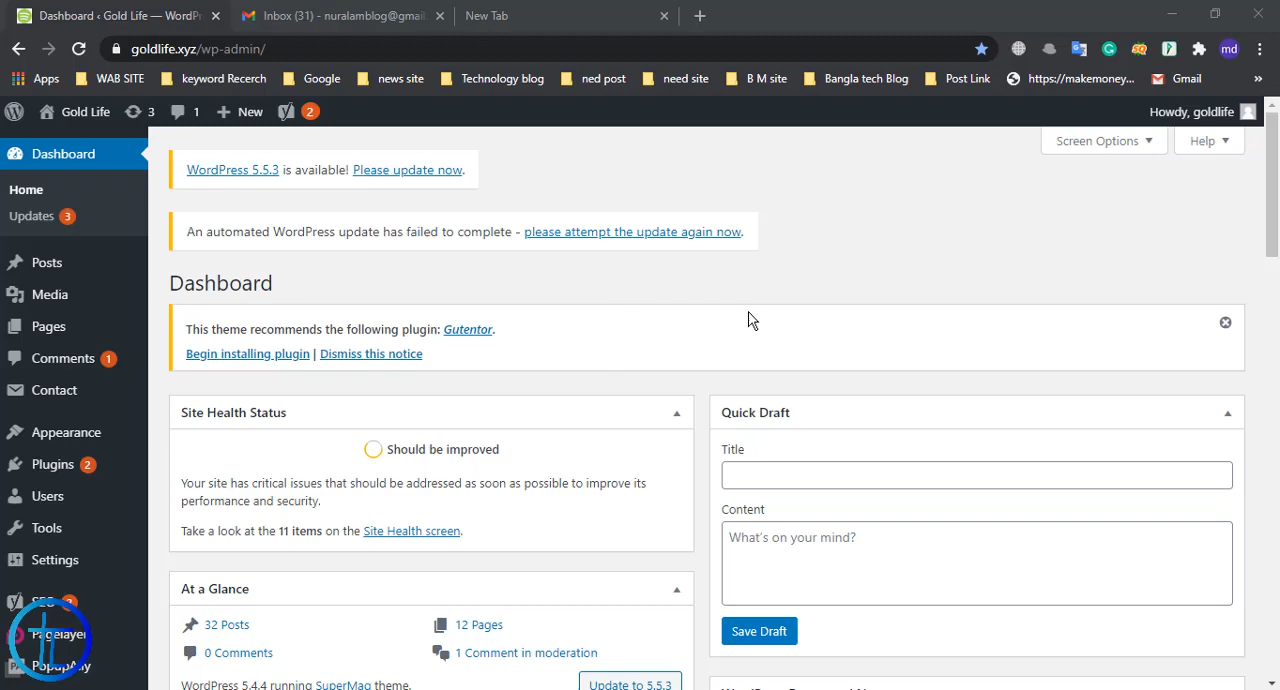 Dashboard ‹ Gold Life — WordPr
Inbox (31) - nuralamblog@gmail
New Tab
goldlife.xyz/wp-admin/
md
Apps
WAB SITE
keyword Recerch
Google
news site
Technology blog
ned post
need site
B M site
Bangla tech Blog
Post Link
https://makemoney...
Gmail
»
Gold Life
3
1
New
2
Howdy, goldlife
Screen Options
Help
Dashboard
Home
Updates 3
Posts
Media
Pages
Comments 1
Contact
Appearance
Plugins 2
Users
Tools
Settings
SEO
Pagelayer
PopupAlly
WordPress 5.5.3 is available! Please update now.
An automated WordPress update has failed to complete - please attempt the update again now.
Dashboard
This theme recommends the following plugin: Gutentor.
Begin installing plugin | Dismiss this notice
Site Health Status
Should be improved
Your site has critical issues that should be addressed as soon as possible to improve its
performance and security.
Take a look at the 11 items on the Site Health screen.
At a Glance
32 Posts
12 Pages
0 Comments
1 Comment in moderation
WordPress 5.4.4 running SuperMag theme.
Update to 5.5.3
Quick Draft
Title
Content
What's on your mind?
Save Draft